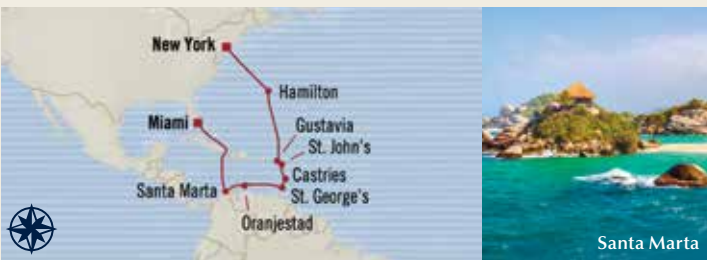 New York
Hamilton
Miami
Gustavia
St. John's
Castries
Santa Marta
St. George's
Oranjestad
Santa Marta